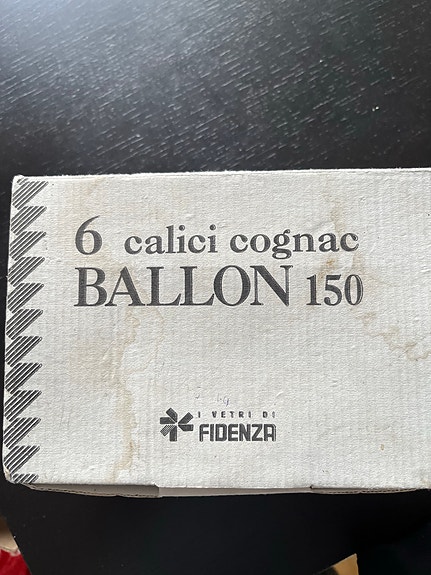 6 calici cognac
BALLON 150
I VETRI DI
FIDENZA